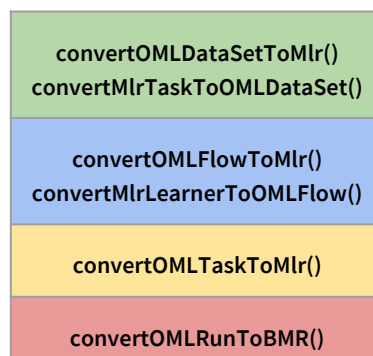 convertOMLDataSetToMlr()
convertMlrTaskToOMLDataSet()
convertOMLFlowToMlr()
convertMlrLearnerToOMLFlow()
convertOMLTaskToMlr()
convertOMLRunToBMR()